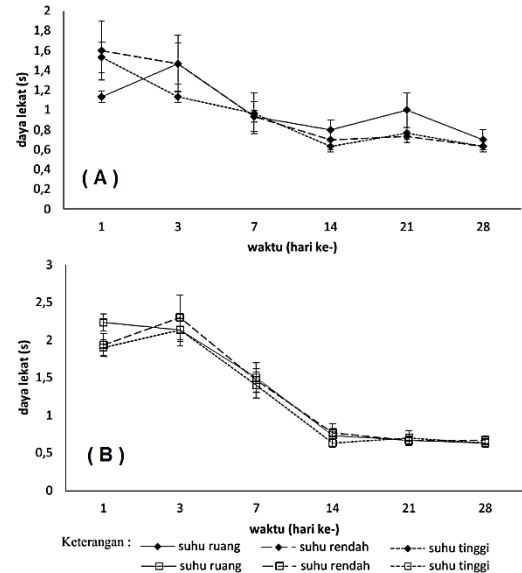 (A)
daya lekat (s)
1,8
1,6
1,4
1,2
1
0,8
0,6
0,4
0,2
0,0
1 3 7 14 21 28
waktu (hari ke-)
3
2,5
2
1,5
1
0,5
0
daya lekat (s)
(B)
1 3 7 14 21 28
waktu (hari ke-)
Keterangan : suhu ruang suhu rendah suhu tinggi
suhu ruang suhu rendah suhu tinggi